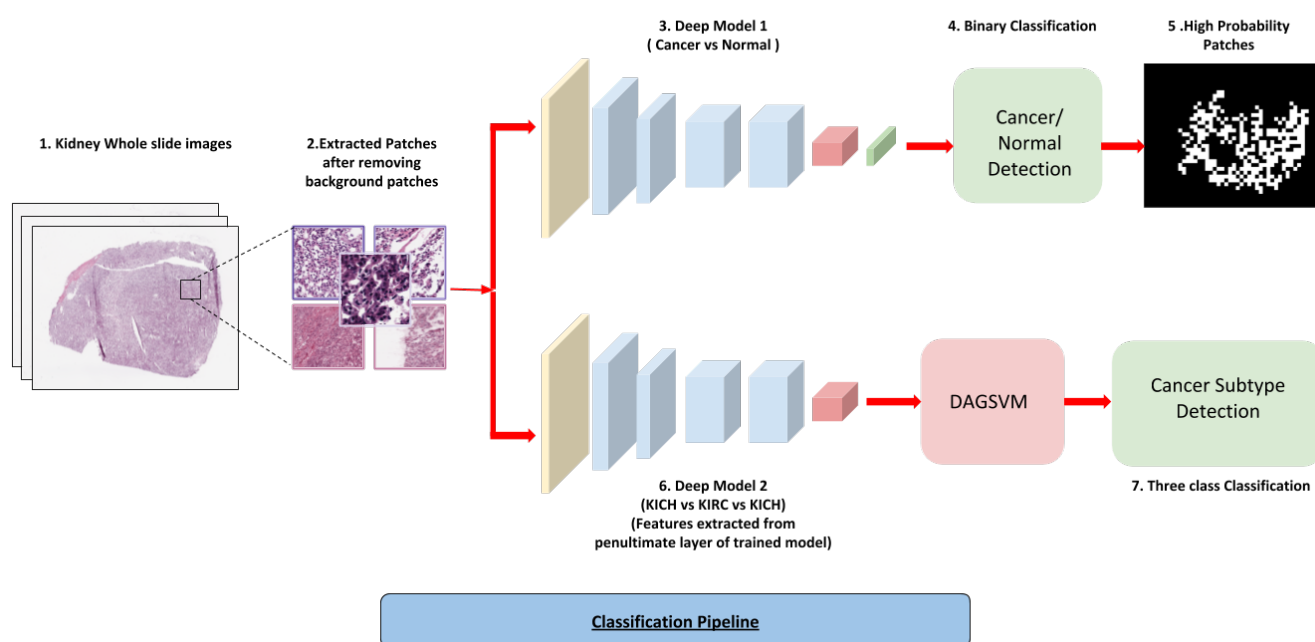 1. Kidney Whole slide images
2.Extracted Patches
after removing
background patches
3. Deep Model 1
( Cancer vs Normal )
4. Binary Classification
Cancer/
Normal
Detection
5 .High Probability
Patches
6. Deep Model 2
(KICH vs KIRC vs KICH)
(Features extracted from
penultimate layer of trained model)
DAGSVM
Cancer Subtype
Detection
7. Three class Classification
Classification Pipeline